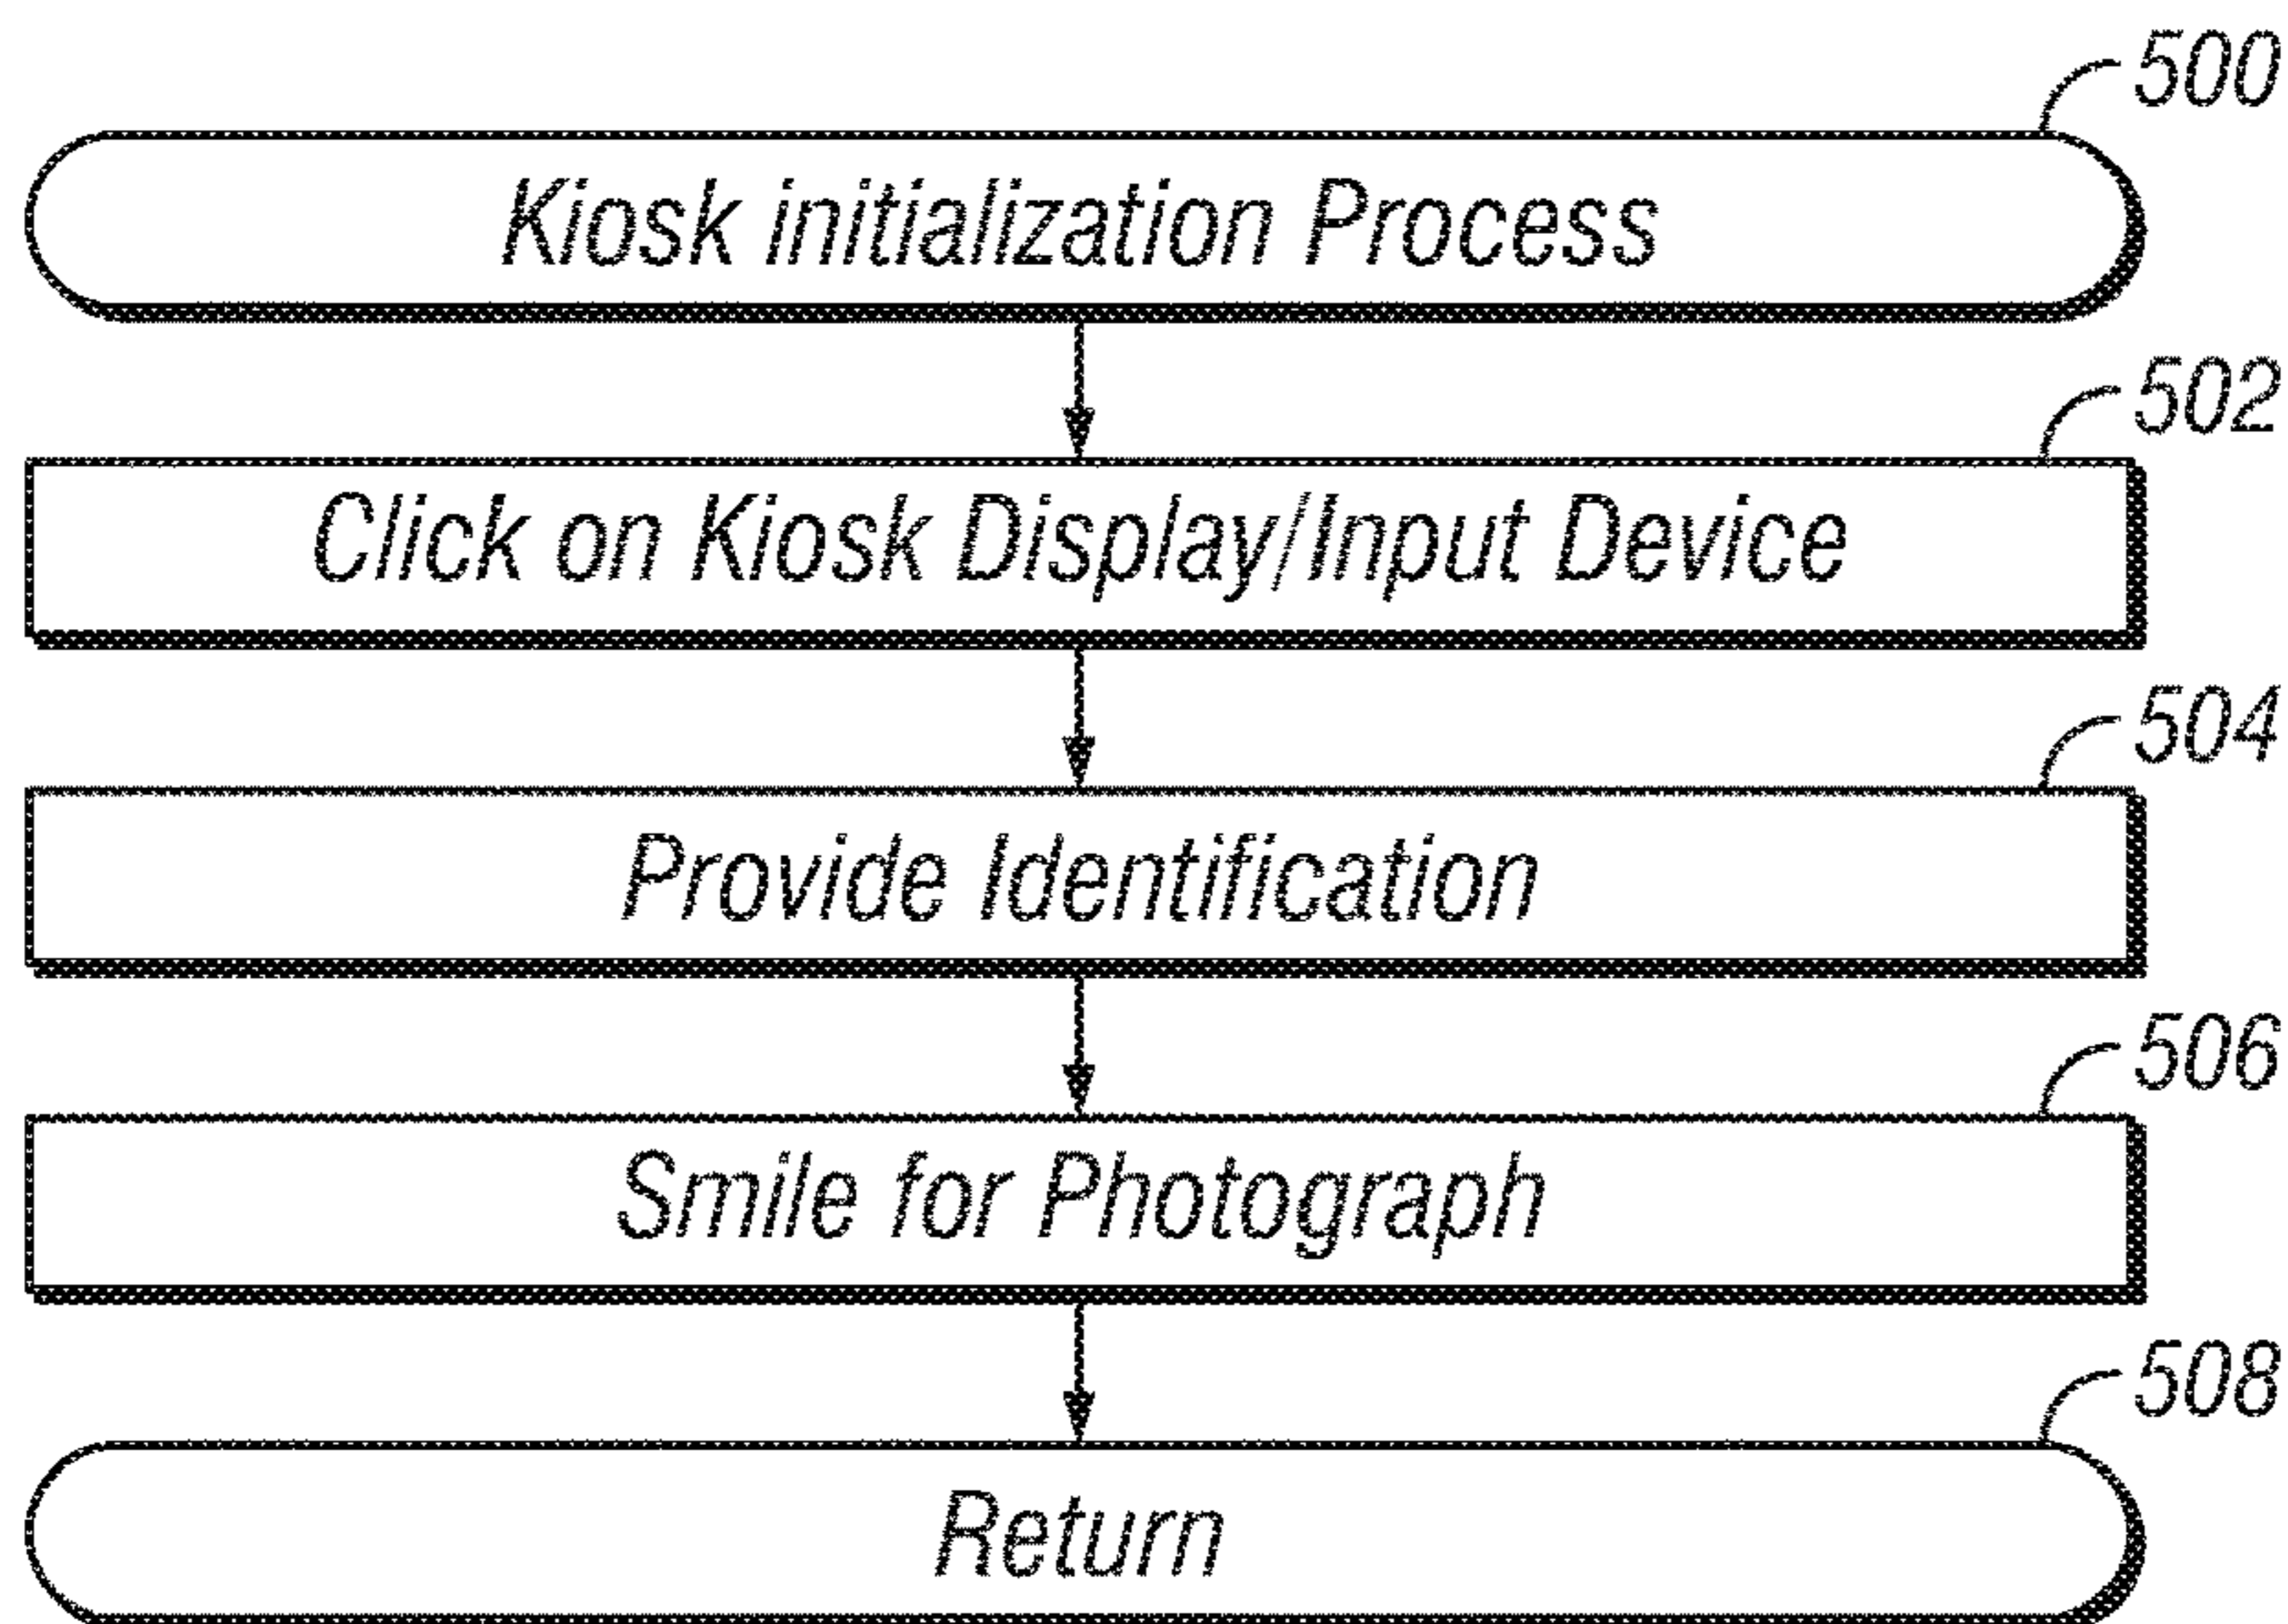 500
Kiosk initialization Process
502
Click on Kiosk Display/Input Device
504
Provide Identification
506
Smile for Photograph
508
Return